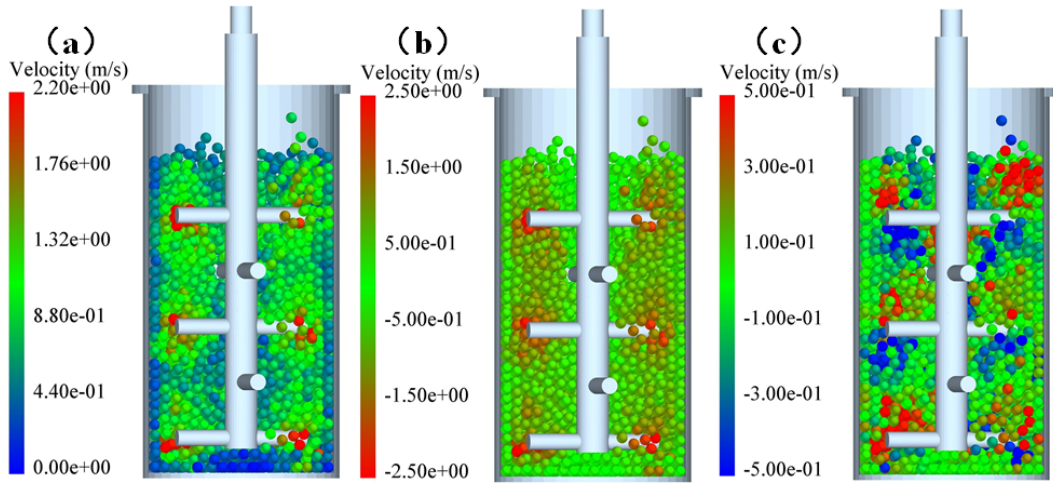 (a)
Velocity (m/s)
2.20e+00
1.76e+00
1.32e+00
8.80e-01
4.40e-01
0.00e+00
(b)
Velocity (m/s)
2.50e+00
1.50e+00
5.00e-01
-5.00e-01
-1.50e+00
-2.50e+00
(c)
Velocity (m/s)
5.00e-01
3.00e-01
1.00e-01
-1.00e-01
-3.00e-01
-5.00e-01